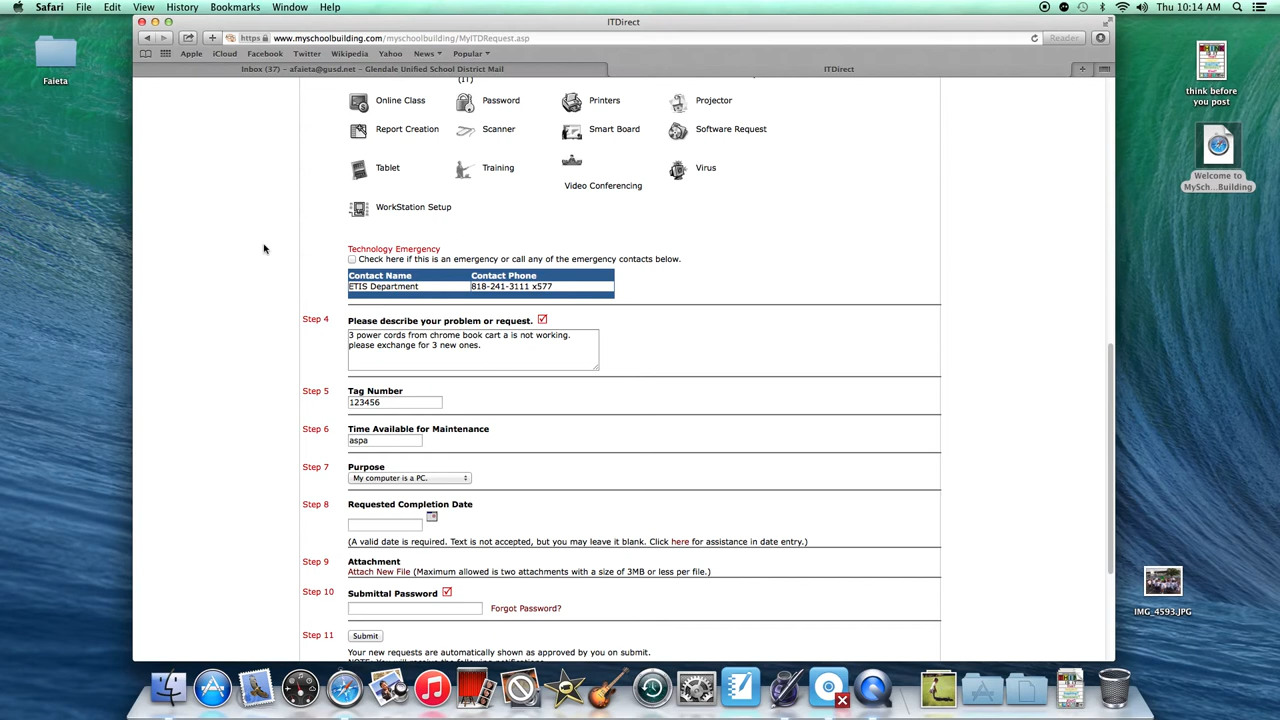 Safari File Edit View History Bookmarks Window Help Thu 10:14 AM
ITDirect
https www.myschoolbuilding.com/myschoolbuilding/MyITDRequest.asp Reader
Apple iCloud Facebook Twitter Wikipedia Yahoo News Popular
Inbox (37) - afaieta@gusd.net - Glendale Unified School District Mail ITDirect
Faieta
think before
you post
Welcome to
MySch...Building
IMG_4593.JPG
(IT)
Online Class Password Printers Projector
Report Creation Scanner Smart Board Software Request
Tablet Training Virus
Video Conferencing
WorkStation Setup
Technology Emergency
Check here if this is an emergency or call any of the emergency contacts below.
Contact Name Contact Phone
ETIS Department 818-241-3111 x577
Step 4 Please describe your problem or request.
3 power cords from chrome book cart a is not working.
please exchange for 3 new ones.
Step 5 Tag Number
123456
Step 6 Time Available for Maintenance
aspa
Step 7 Purpose
My computer is a PC.
Step 8 Requested Completion Date
(A valid date is required. Text is not accepted, but you may leave it blank. Click here for assistance in date entry.)
Step 9 Attachment
Attach New File (Maximum allowed is two attachments with a size of 3MB or less per file.)
Step 10 Submittal Password
Forgot Password?
Step 11 Submit
Your new requests are automatically shown as approved by you on submit.
NOTE: You will receive the following notifications